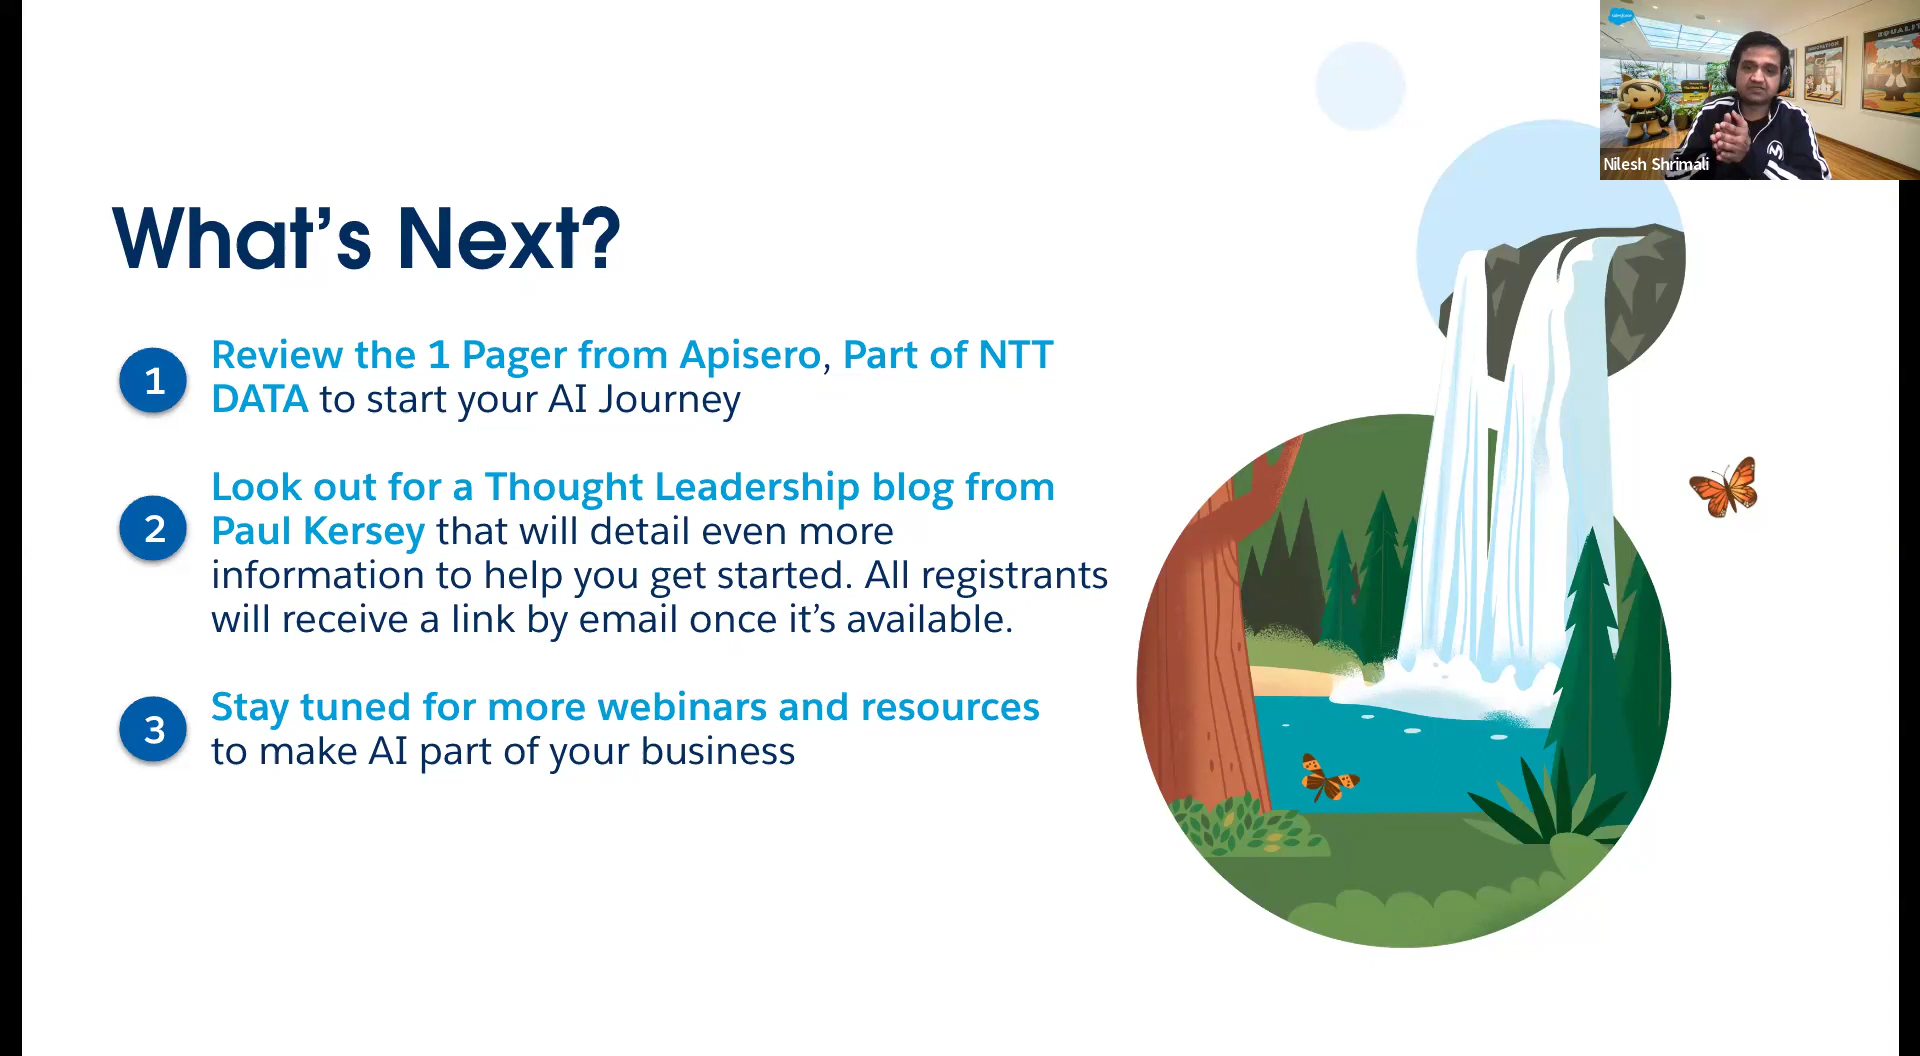 What's Next?
1
Review the 1 Pager from Apisero, Part of NTT
DATA to start your AI Journey
2
Look out for a Thought Leadership blog from
Paul Kersey that will detail even more
information to help you get started. All registrants
will receive a link by email once it's available.
3
Stay tuned for more webinars and resources
to make AI part of your business
salesforce
INNOVATION
EQUALIT
Nilesh Shrimali